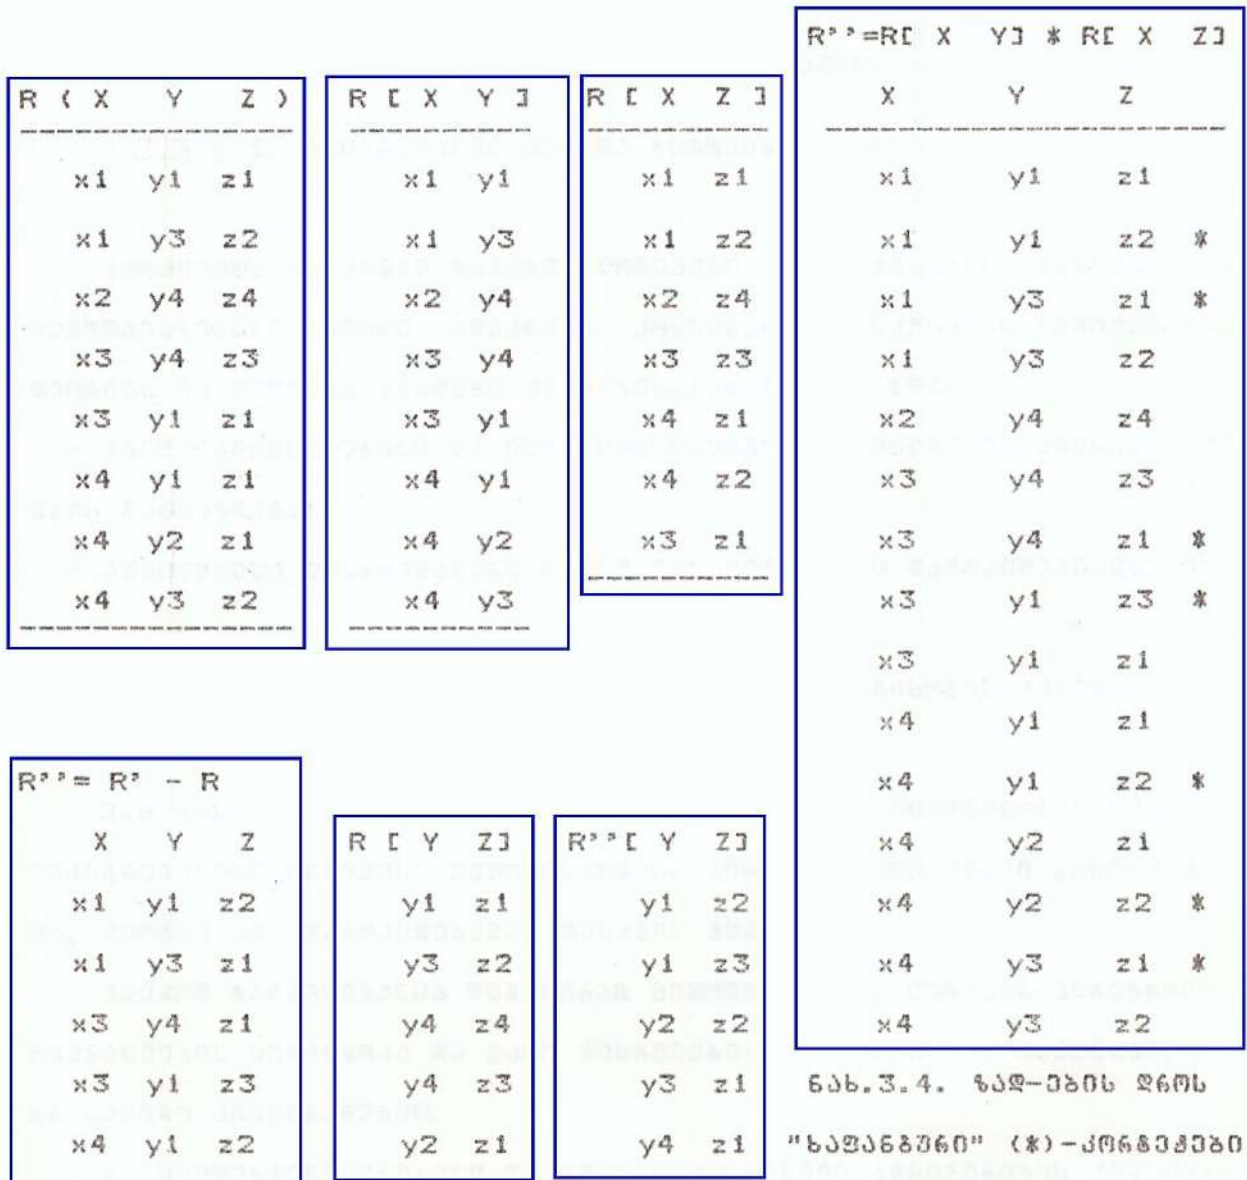 R ( X Y Z )
x1 y1 z1
x1 y3 z2
x2 y4 z4
x3 y4 z3
x3 y1 z1
x4 y1 z1
x4 y2 z1
x4 y3 z2
R [ X Y ]
x1 y1
x1 y3
x2 y4
x3 y4
x3 y1
x4 y1
x4 y2
x4 y3
R [ X Z ]
x1 z1
x1 z2
x2 z4
x3 z3
x4 z1
x4 z2
x3 z1
R''=R[ X Y] * R[ X Z]
X Y Z
x1 y1 z1
x1 y1 z2 *
x1 y3 z1 *
x1 y3 z2
x2 y4 z4
x3 y4 z3
x3 y4 z1 *
x3 y1 z3 *
x3 y1 z1
x4 y1 z1
x4 y1 z2 *
x4 y2 z1
x4 y2 z2 *
x4 y3 z1 *
x4 y3 z2
R''= R' - R
X Y Z
x1 y1 z2
x1 y3 z1
x3 y4 z1
x3 y1 z3
x4 y1 z2
R [ Y Z]
y1 z1
y3 z2
y4 z4
y4 z3
y2 z1
R''[ Y Z]
y1 z2
y1 z3
y2 z2
y3 z1
y4 z1
ნახ.3.4. ზად-ების დროს
"ხაფანგური" (*)-კორტეჟები